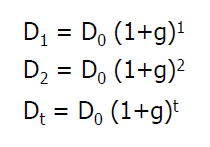 D₁ = D₀ (1+g)¹
D₂ = D₀ (1+g)²
Dₜ = D₀ (1+g)ᵗ